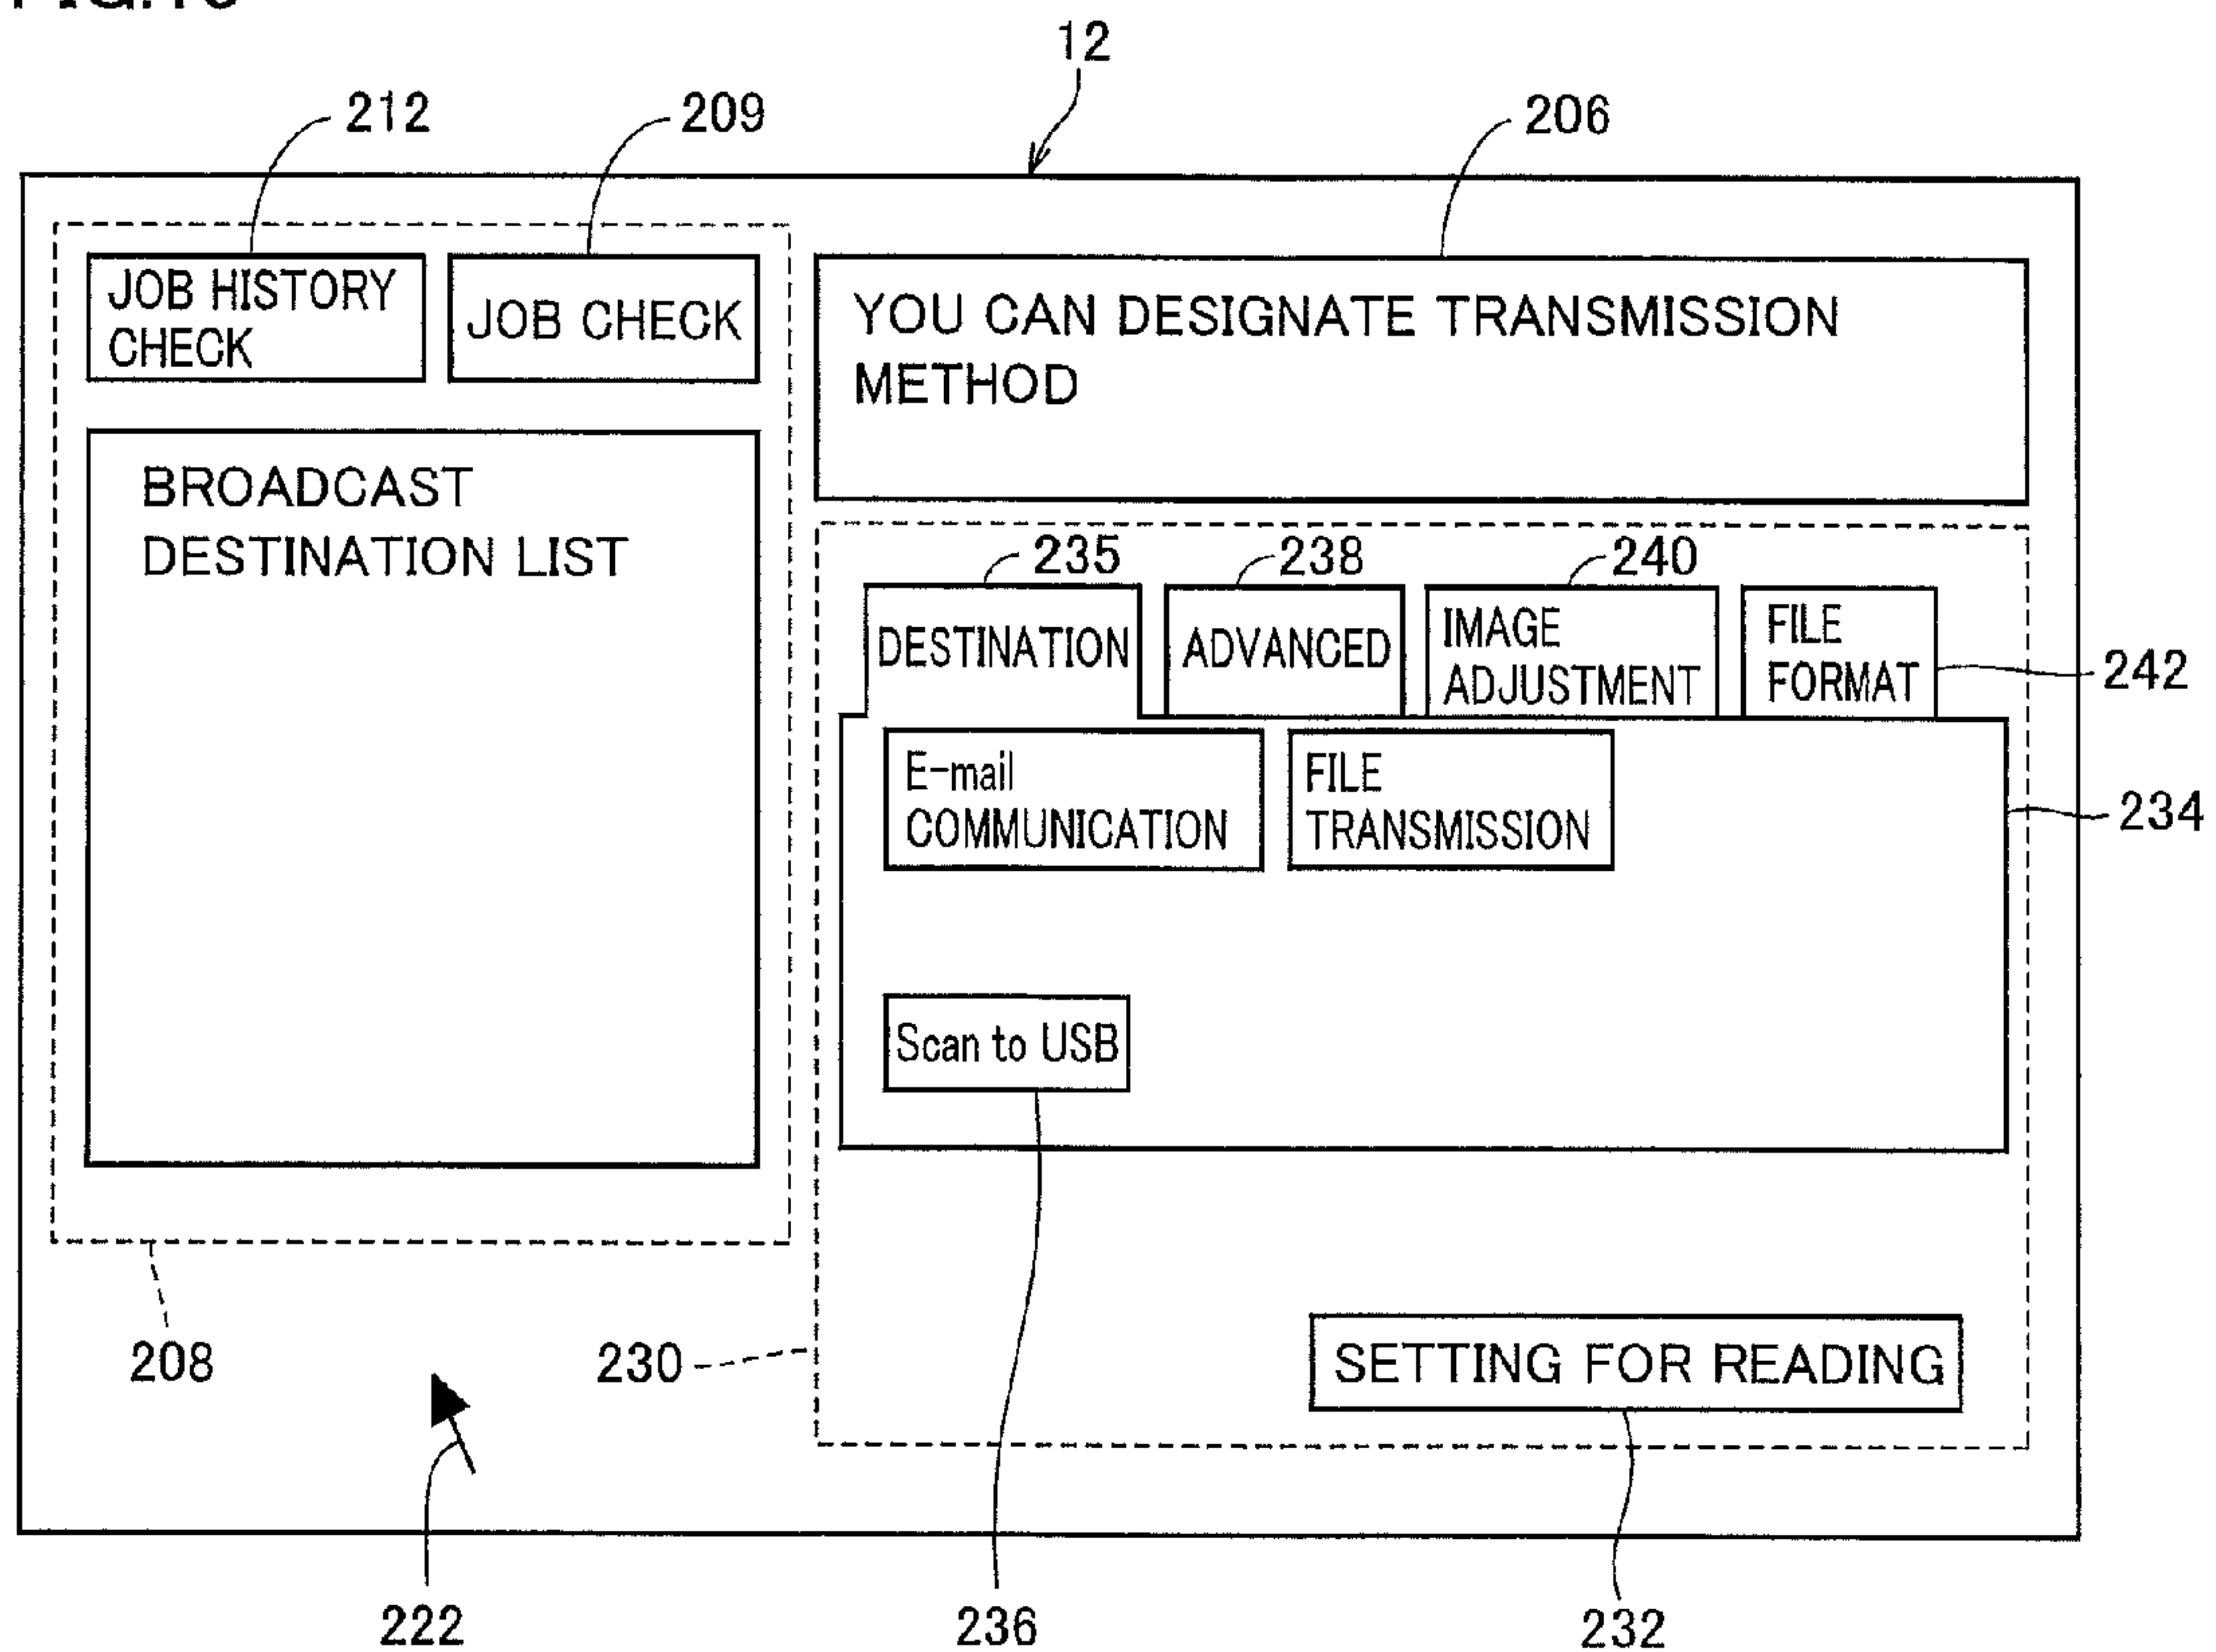 12
212
209
206
JOB HISTORY
CHECK
JOB CHECK
YOU CAN DESIGNATE TRANSMISSION
METHOD
BROADCAST
DESTINATION LIST
235
238
240
DESTINATION
ADVANCED
IMAGE
ADJUSTMENT
FILE
FORMAT
242
E-mail
COMMUNICATION
FILE
TRANSMISSION
234
Scan to USB
208
230
SETTING FOR READING
222
236
232